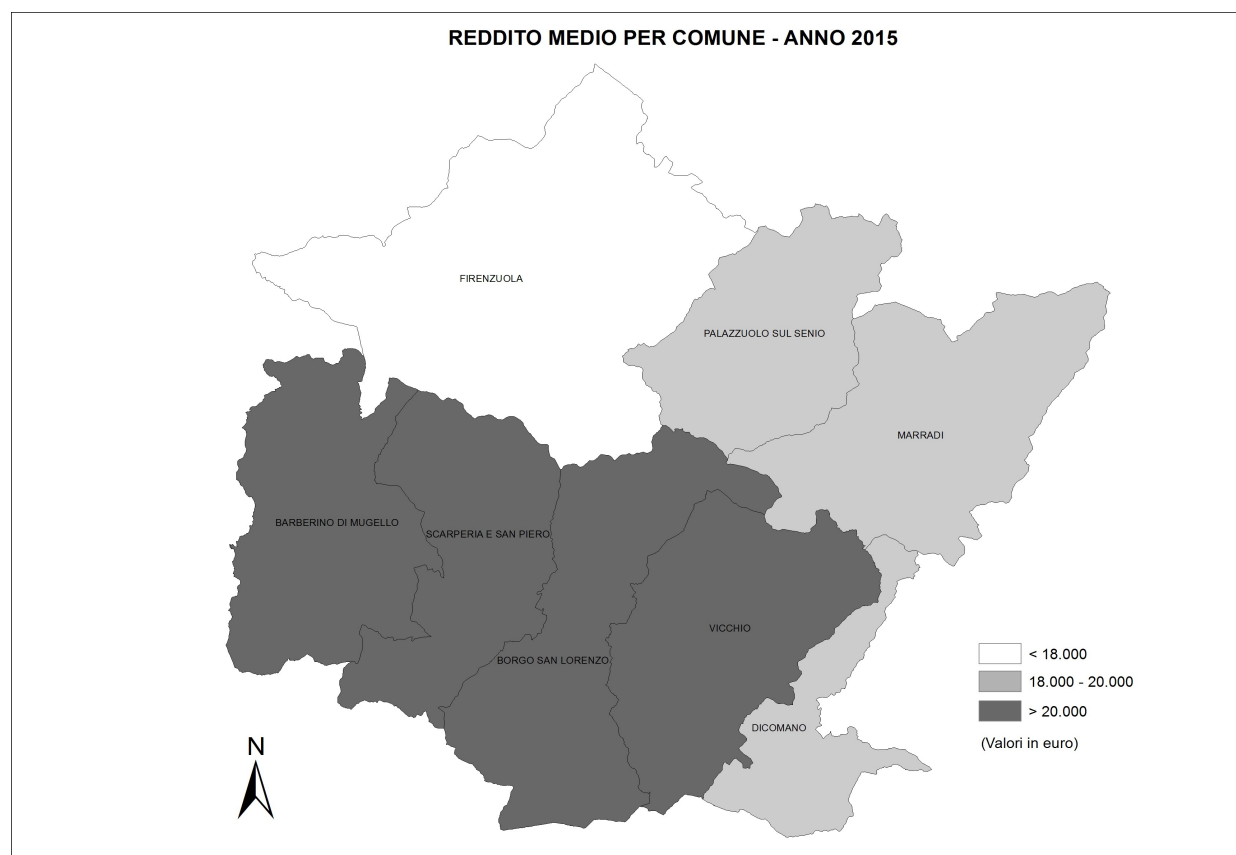 REDDITO MEDIO PER COMUNE - ANNO 2015
FIRENZUOLA
PALAZZUOLO SUL SENIO
MARRADI
BARBERINO DI MUGELLO
SCARPERIA E SAN PIERO
VICCHIO
BORGO SAN LORENZO
DICOMANO
< 18.000
18.000 - 20.000
> 20.000
(Valori in euro)
N